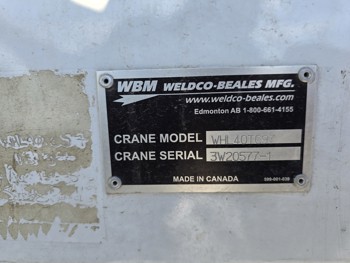 WBM WELDCO-BEALES MFG.
www.weldco-beales.com
Edmonton AB 1-800-661-4155
CRANE MODEL
CRANE SERIAL 3W20577-1
MADE IN CANADA